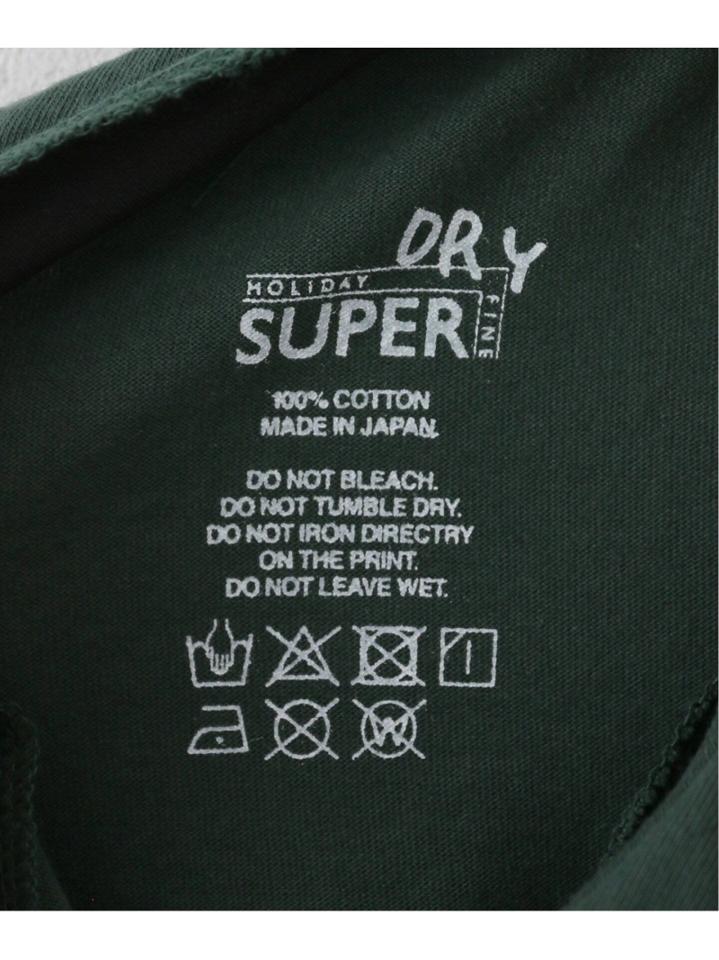 DRY
HOLIDAY
SUPER
FINE
100% COTTON
MADE IN JAPAN.
DO NOT BLEACH.
DO NOT TUMBLE DRY.
DO NOT IRON DIRECTRY
ON THE PRINT.
DO NOT LEAVE WET.
W